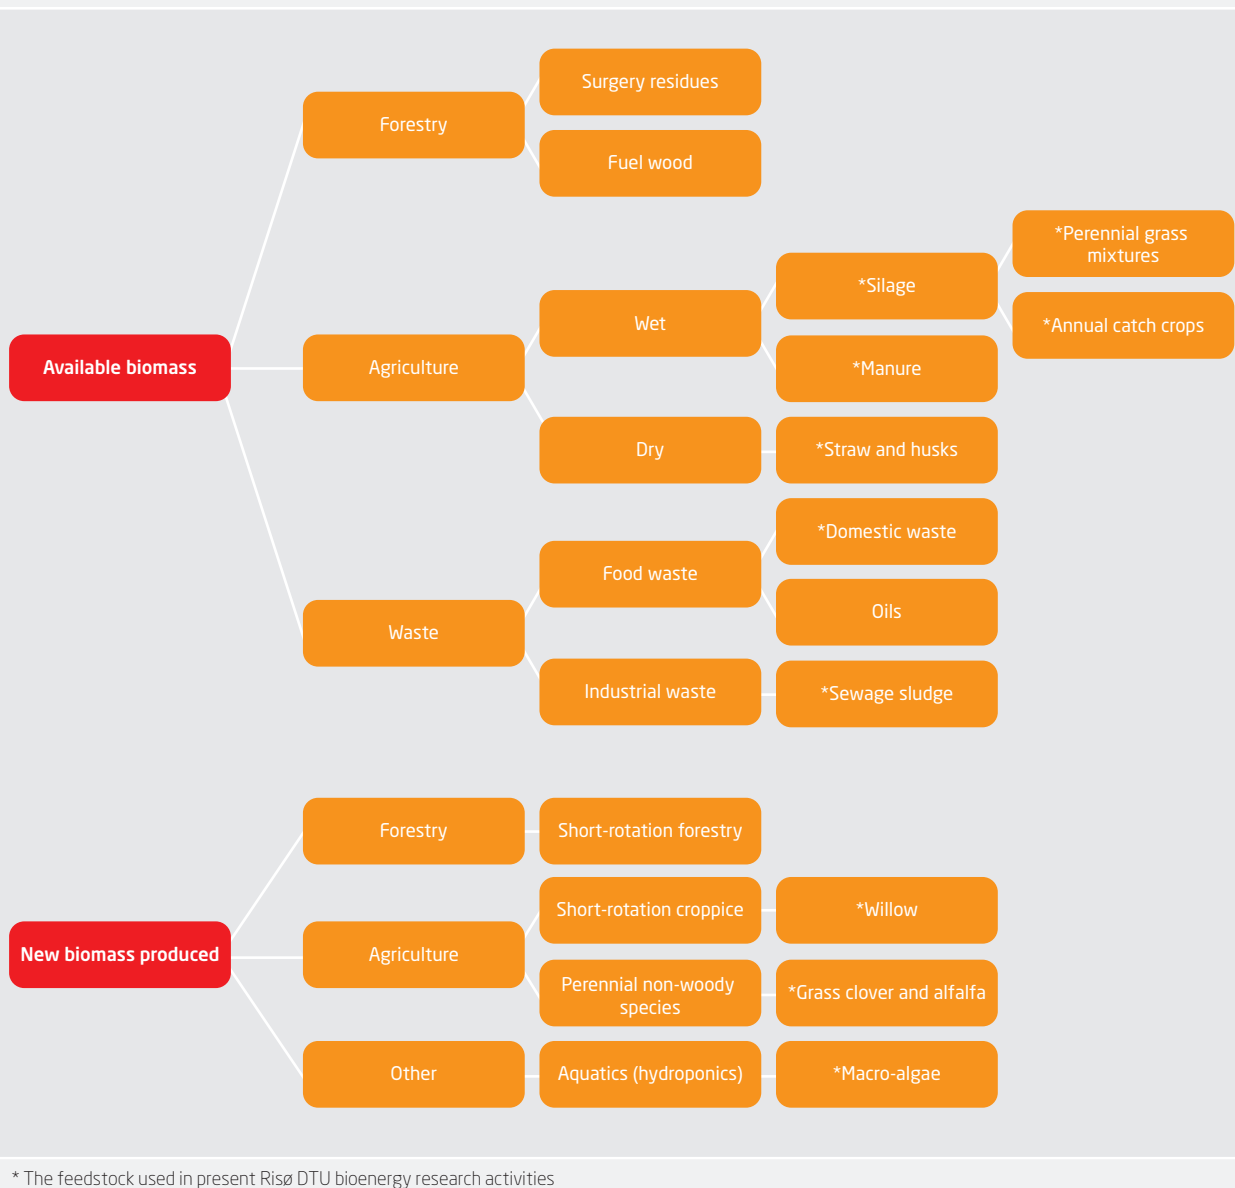 Surgery residues
Forestry
Fuel wood
*Perennial grass
mixtures
*Silage
Wet
*Annual catch crops
Available biomass
Agriculture
*Manure
Dry
*Straw and husks
*Domestic waste
Food waste
Oils
Waste
Industrial waste
*Sewage sludge
Forestry
Short-rotation forestry
Short-rotation croppice
*Willow
New biomass produced
Agriculture
Perennial non-woody
species
*Grass clover and alfalfa
Other
Aquatics (hydroponics)
*Macro-algae
* The feedstock used in present Risø DTU bioenergy research activities